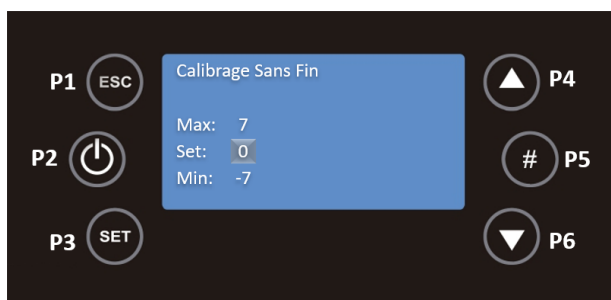 P1 ESC
P2
P3 SET
Calibrage Sans Fin
Max: 7
Set: 0
Min: -7
P4
# P5
P6